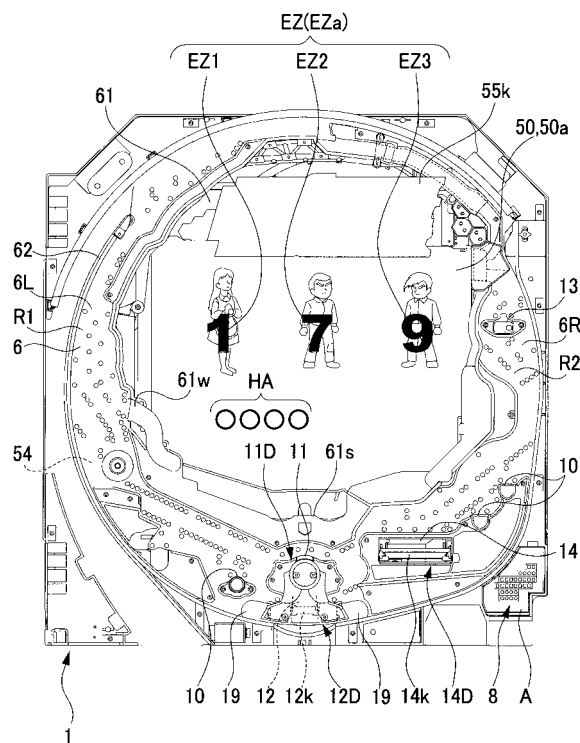 EZ(EZa)
EZ1 EZ2 EZ3
61 55k
50,50a
62
6L 13
R1 6R
6 R2
1 7 9
61w HA
11D 11 61s
54 10
14
10 19 12 12k 12D 19 14k 14D 8 A
1